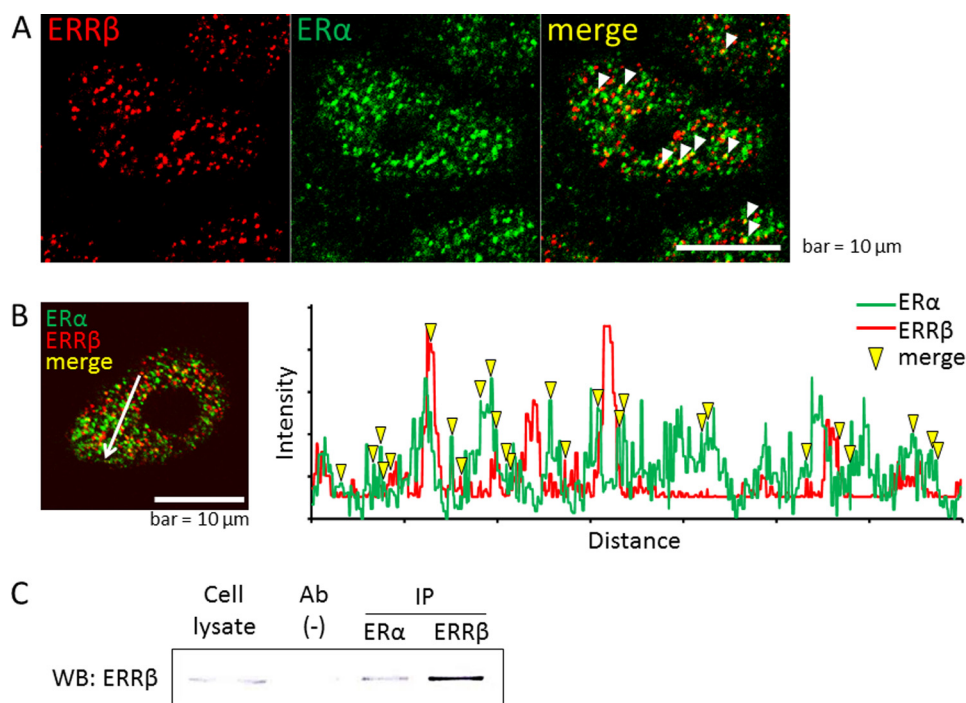 A
ERRβ
ERα
merge
bar = 10 μm
B
ERα
ERRβ
merge
bar = 10 μm
Intensity
Distance
ERα
ERRβ
merge
C
Cell
lysate
Ab
(-)
IP
ERα
ERRβ
WB: ERRβ